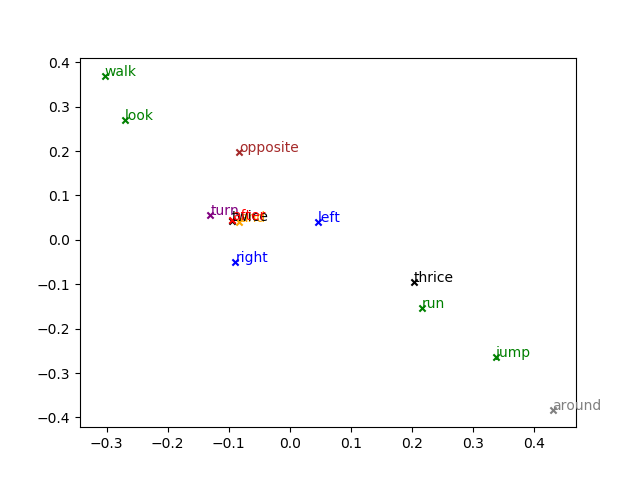 0.4
0.3
0.2
0.1
0.0
−0.1
−0.2
−0.3
−0.4
walk
look
opposite
turn
after
twice
left
right
thrice
run
jump
around
−0.3 −0.2 −0.1 0.0 0.1 0.2 0.3 0.4